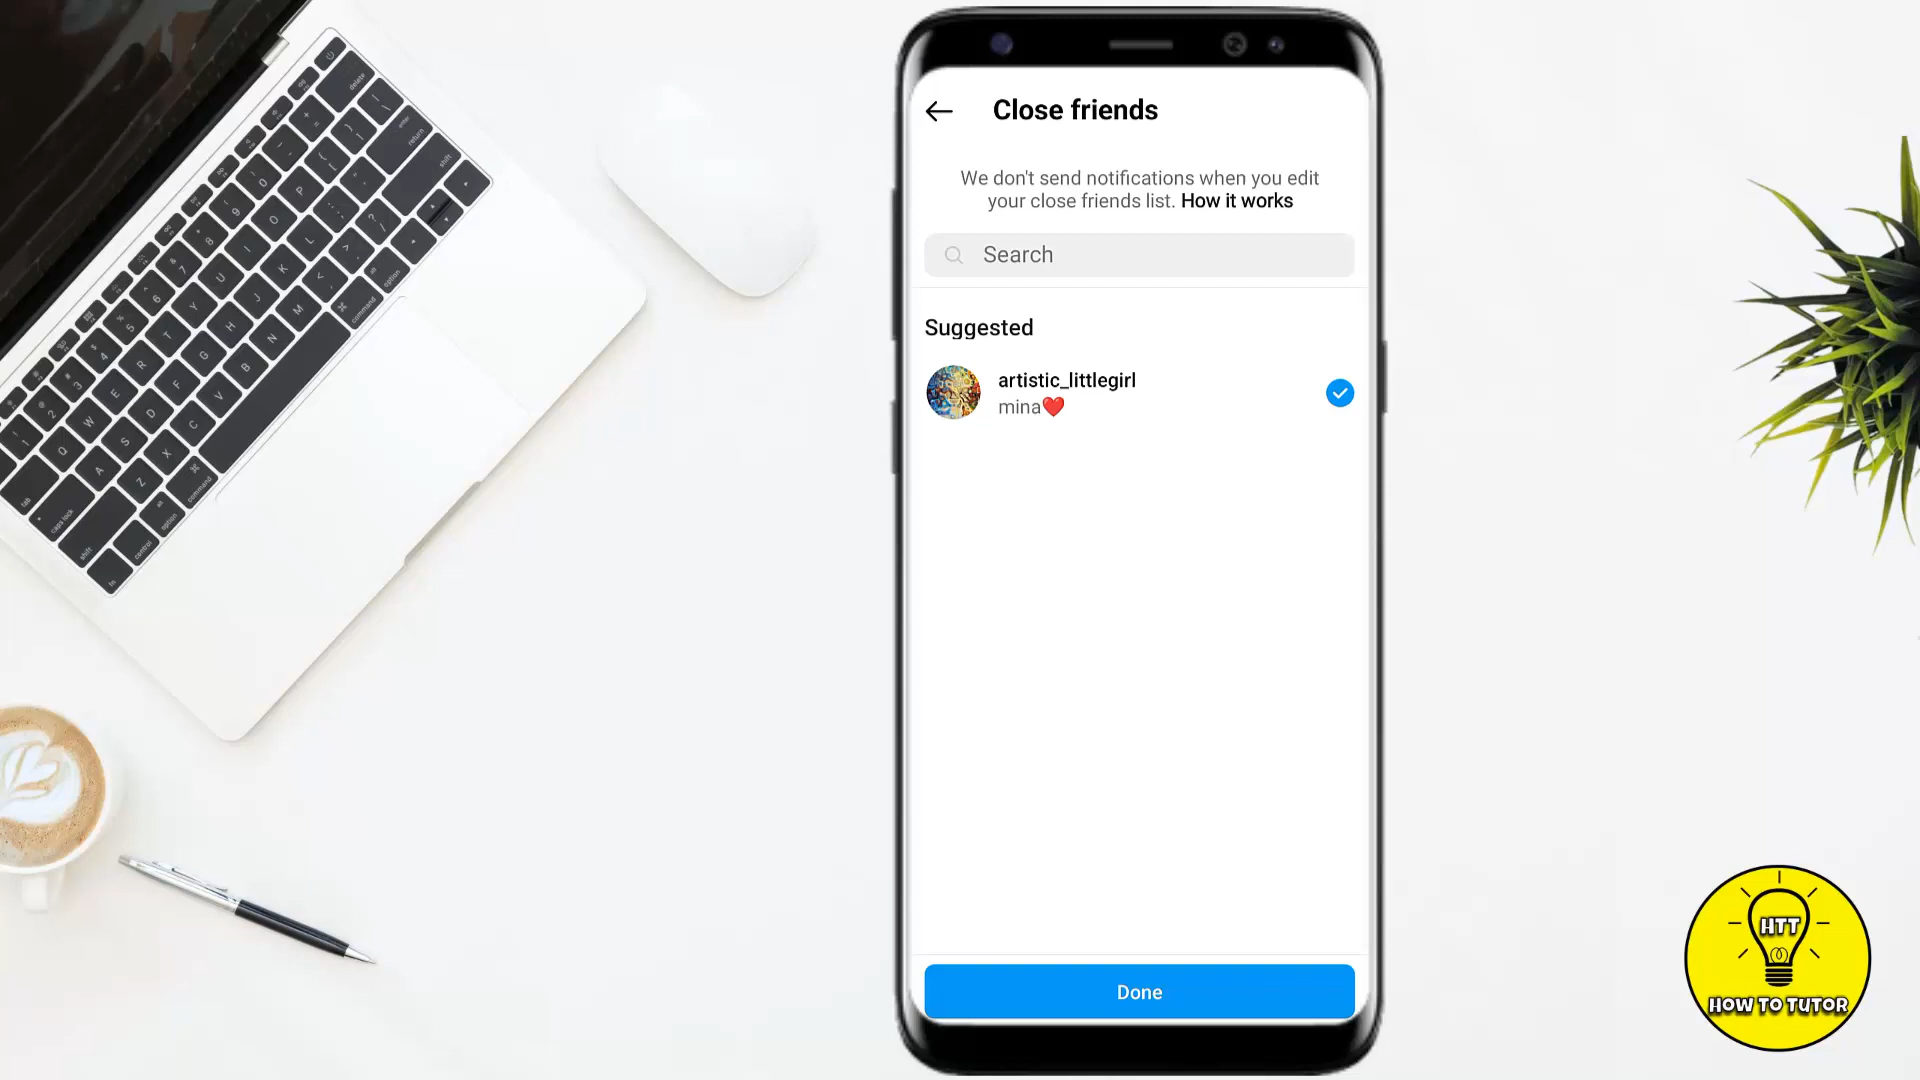 Close friends
We don't send notifications when you edit
your close friends list. How it works
Search
Suggested
artistic_littlegirl
mina❤️
Done
HTT
HOW TO TUTOR